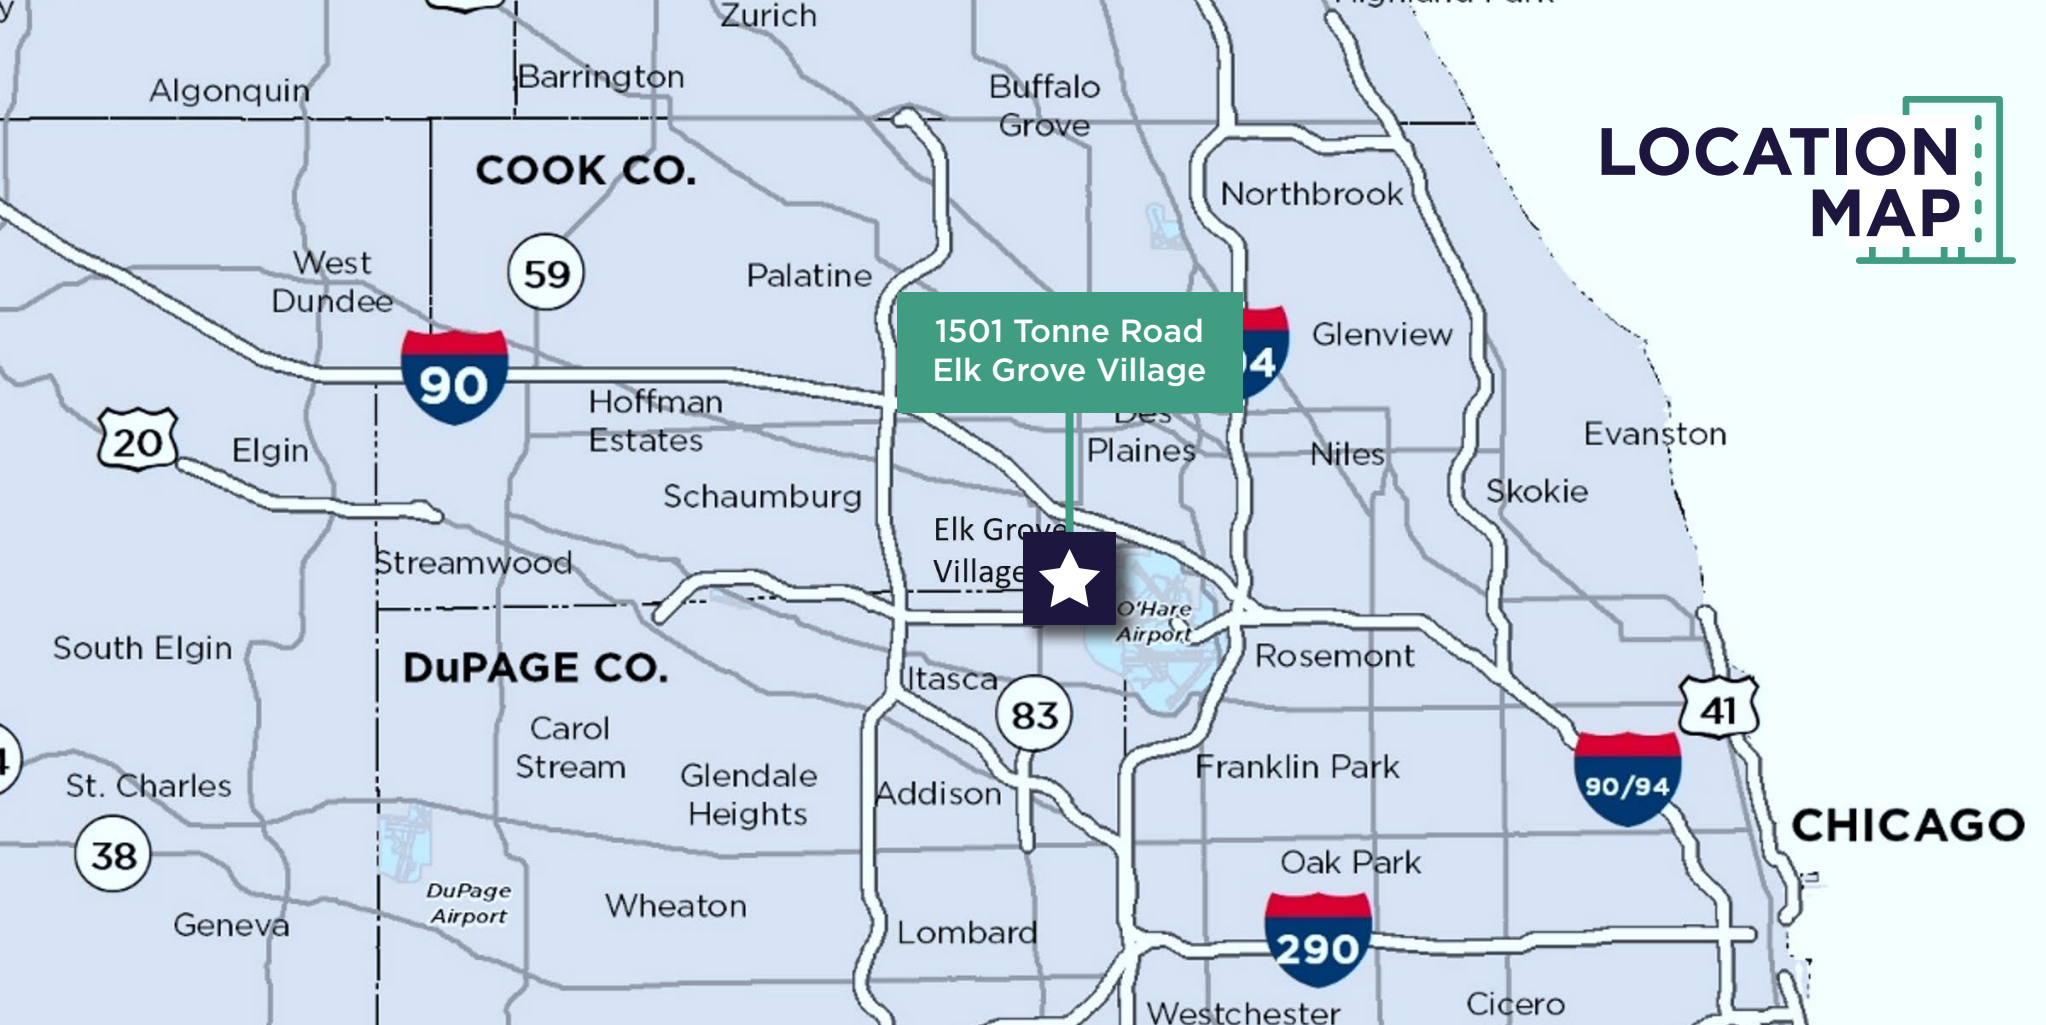 Zurich
Algonquin
Barrington
Buffalo
Grove
LOCATION
MAP
COOK CO.
Northbrook
59
West
Dundee
Palatine
1501 Tonne Road
Elk Grove Village
Glenview
90
Hoffman
Estates
Des
Plaines
20
Elgin
Niles
Evanston
Schaumburg
Skokie
Elk Grove
Village
Streamwood
O'Hare
Airport
South Elgin
DuPAGE CO.
Itasca
Rosemont
83
41
Carol
Stream
Glendale
Heights
Addison
Franklin Park
90/94
St. Charles
CHICAGO
38
Oak Park
DuPage
Airport
Wheaton
Geneva
Lombard
290
Westchester
Cicero